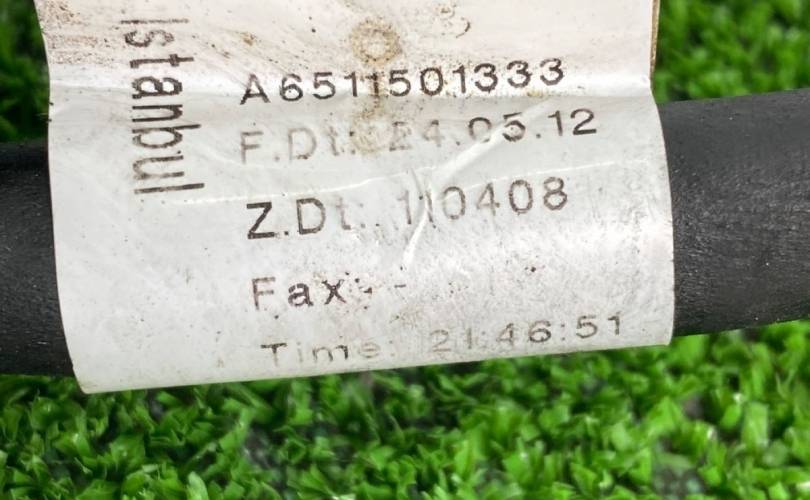 Istanbul
A6511501333
F.Dt: 24.05.12
Z.Dt: 110408
Fax: -
Time: 21:46:51